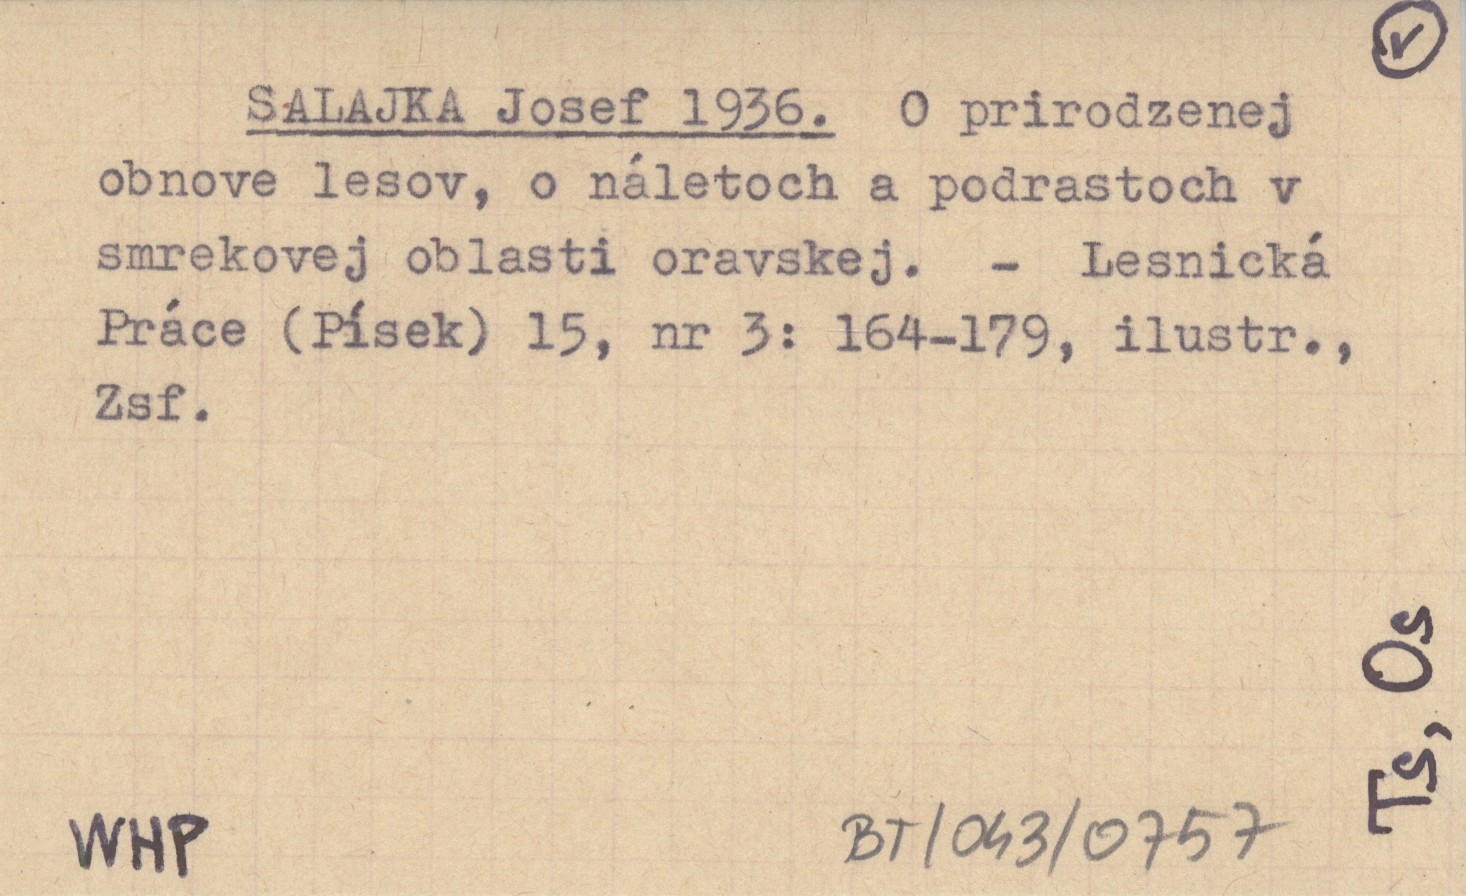 SALAJKA Josef 1936. O prirodzenej
obnove lesov, o náletoch a podrastoch v
smrekovej oblasti oravskej. - Lesnická
Práce (Písek) 15, nr 3: 164-179, ilustr.,
Zsf.
Ts, Os
WHP
BT/043/0757